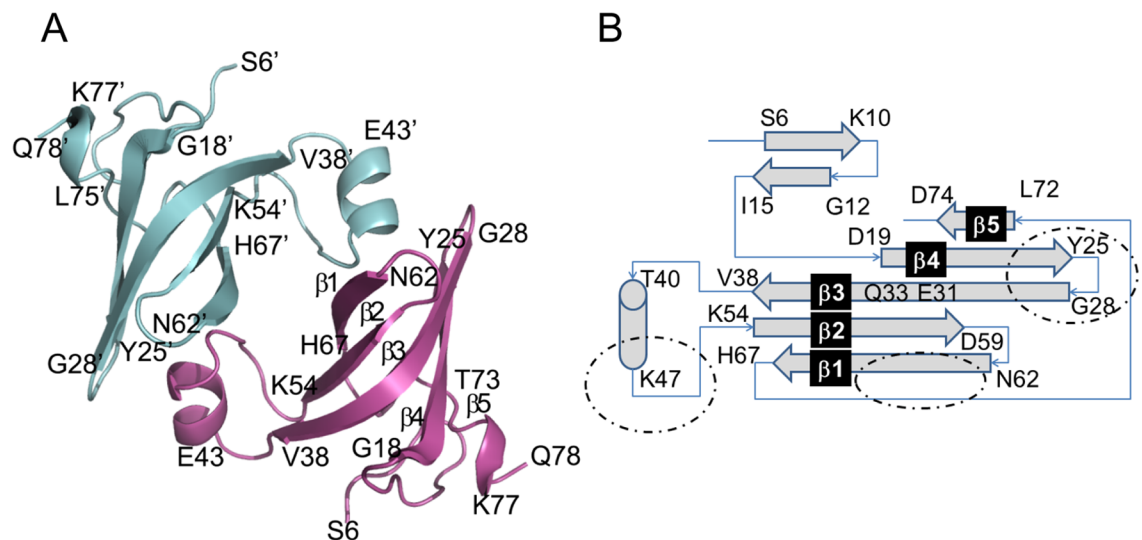 A
S6’
K77’
Q78’
G18’
E43’
V38’
L75’
K54’
H67’
Y25
G28
N62
β1
β2
N62’
Y25’
G28’
H67
β3
K54
T73
β4
β5
E43
V38
G18
Q78
K77
S6
B
S6
K10
I15
G12
D74
L72
β5
D19
Y25
β4
T40
V38
β3
Q33
E31
G28
K54
β2
D59
H67
β1
N62
K47